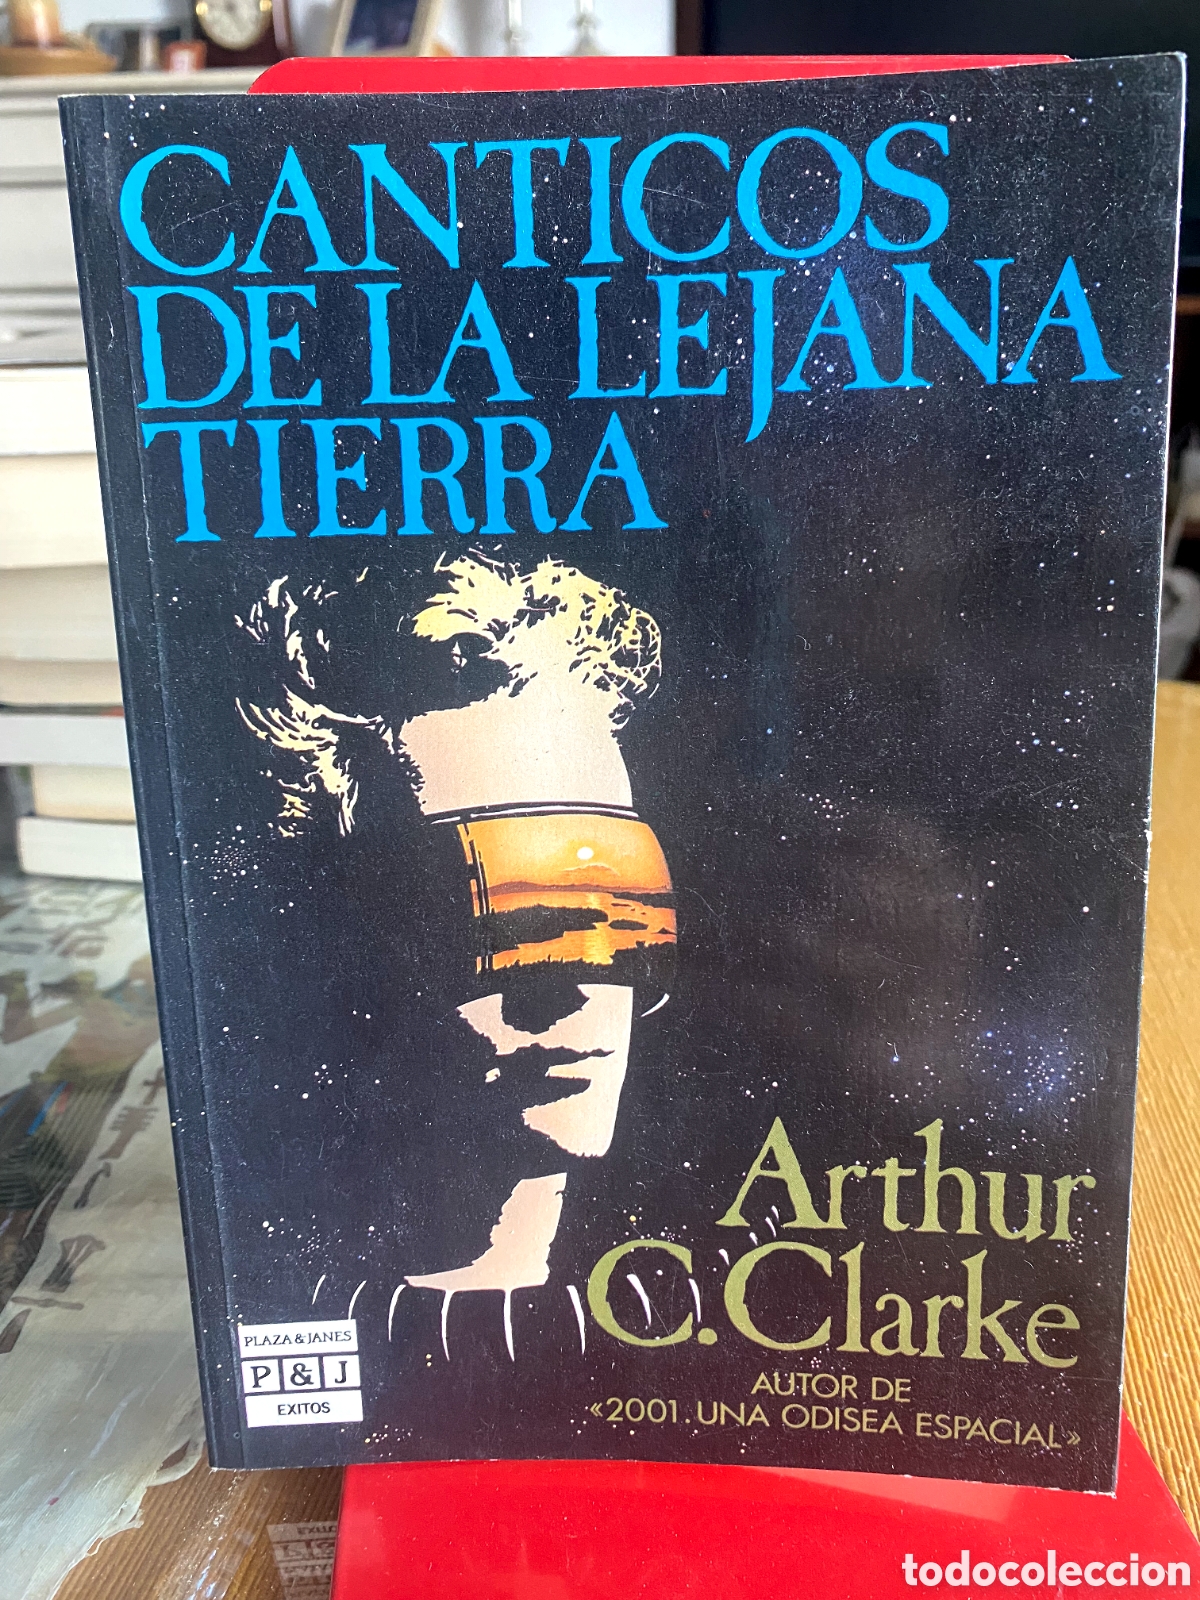 CANTICOS
DE LA LEJANA
TIERRA
Arthur
C. Clarke
AUTOR DE
«2001. UNA ODISEA ESPACIAL»
PLAZA & JANES
P & J
EXITOS
todocoleccion